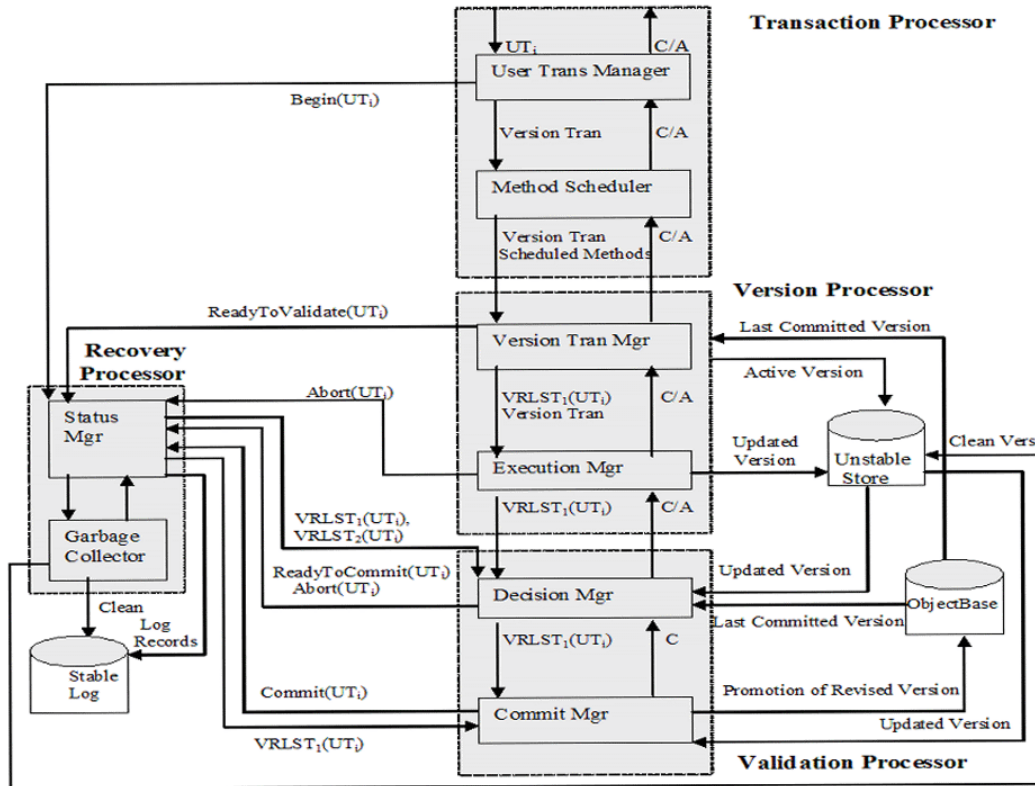 Transaction Processor
UTi
C/A
User Trans Manager
Begin(UTi)
Version Tran
C/A
Method Scheduler
Version Tran
Scheduled Methods
C/A
Version Processor
ReadyToValidate(UTi)
Last Committed Version
Version Tran Mgr
Recovery
Processor
Active Version
Abort(UTi)
VRLST1(UTi)
Version Tran
C/A
Status
Mgr
Updated
Version
Clean Vers
Unstable
Store
Execution Mgr
VRLST1(UTi)
C/A
VRLST1(UTi),
VRLST2(UTi)
Garbage
Collector
ReadyToCommit(UTi)
Abort(UTi)
Updated Version
Decision Mgr
ObjectBase
Last Committed Version
Clean
Log
Records
VRLST1(UTi)
C
Stable
Log
Commit(UTi)
Promotion of Revised Version
Commit Mgr
Updated Version
VRLST1(UTi)
Validation Processor